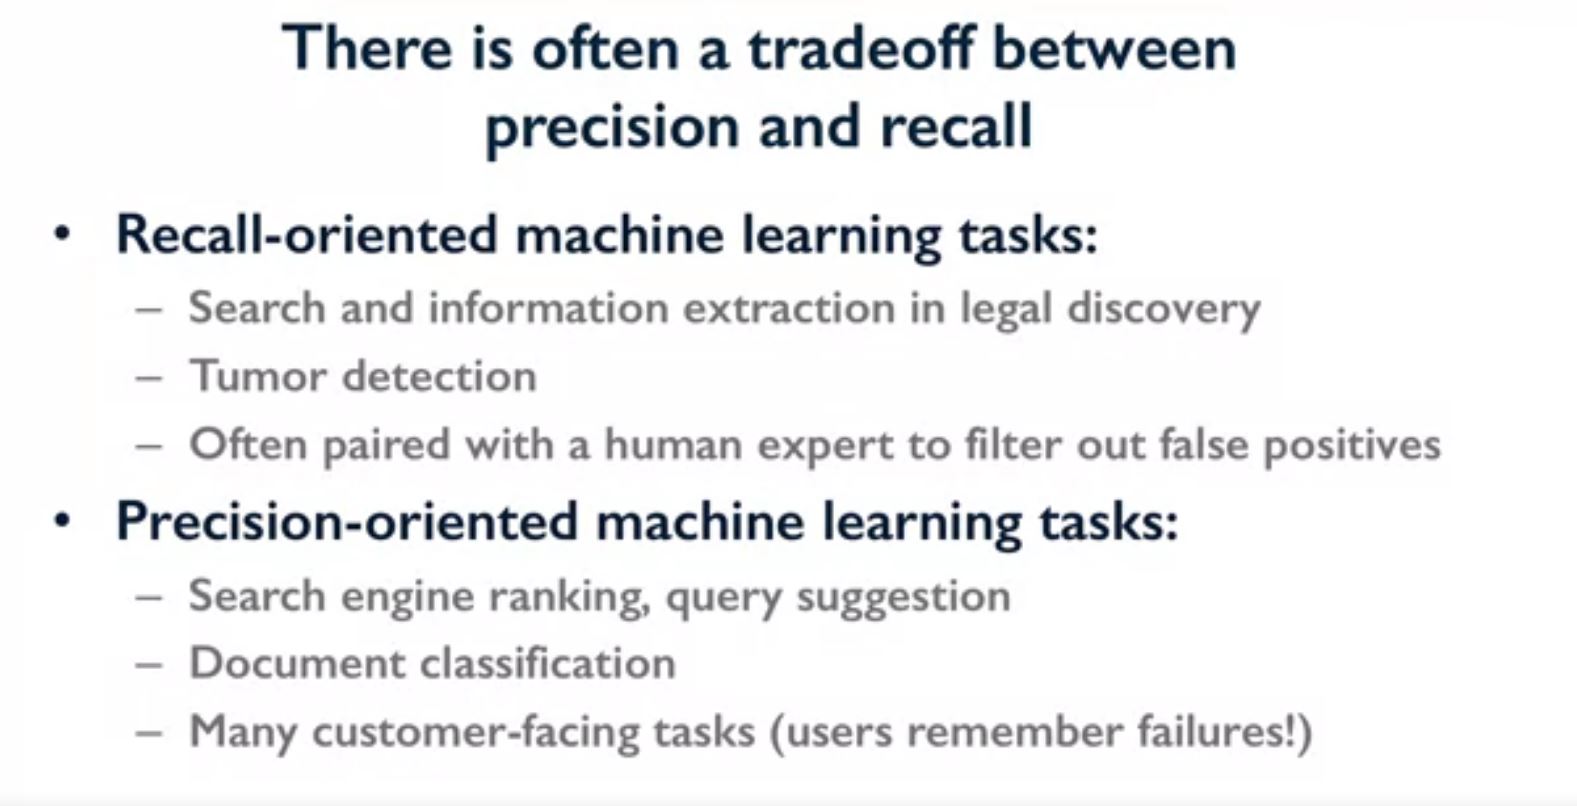 There is often a tradeoff between
precision and recall
• Recall-oriented machine learning tasks:
– Search and information extraction in legal discovery
– Tumor detection
– Often paired with a human expert to filter out false positives
• Precision-oriented machine learning tasks:
– Search engine ranking, query suggestion
– Document classification
– Many customer-facing tasks (users remember failures!)